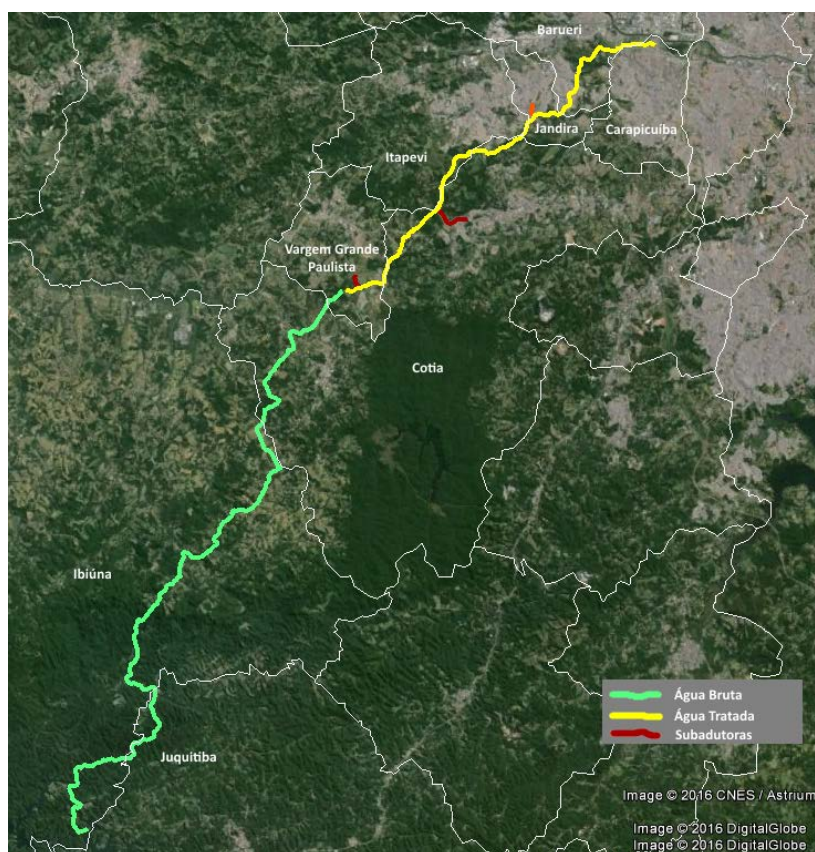 Barueri
Jandira
Carapicuíba
Itapevi
Vargem Grande
Paulista
Cotia
Ibiúna
Água Bruta
Água Tratada
Subadutoras
Juquitiba
Image © 2016 CNES / Astrium
Image © 2016 DigitalGlobe
Image © 2016 DigitalGlobe